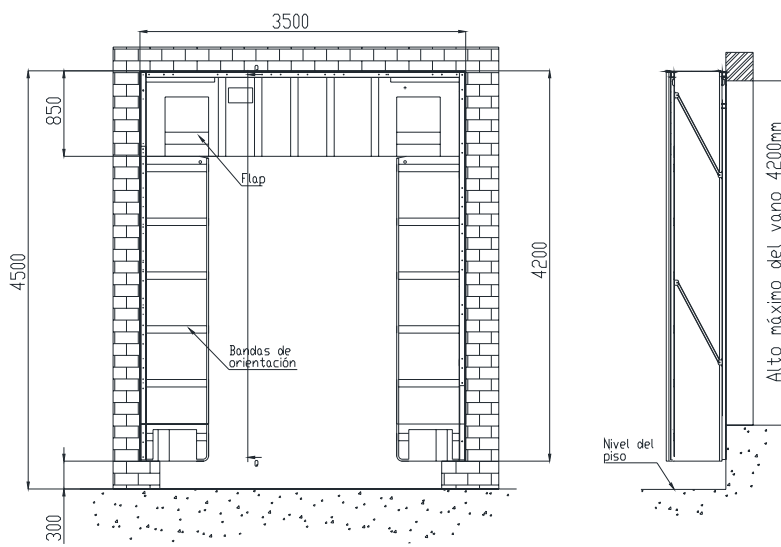 3500
850
4500
4200
300
Flap
Bandas de
orientación
Alto máximo del vano 4200mm
Nivel del
piso